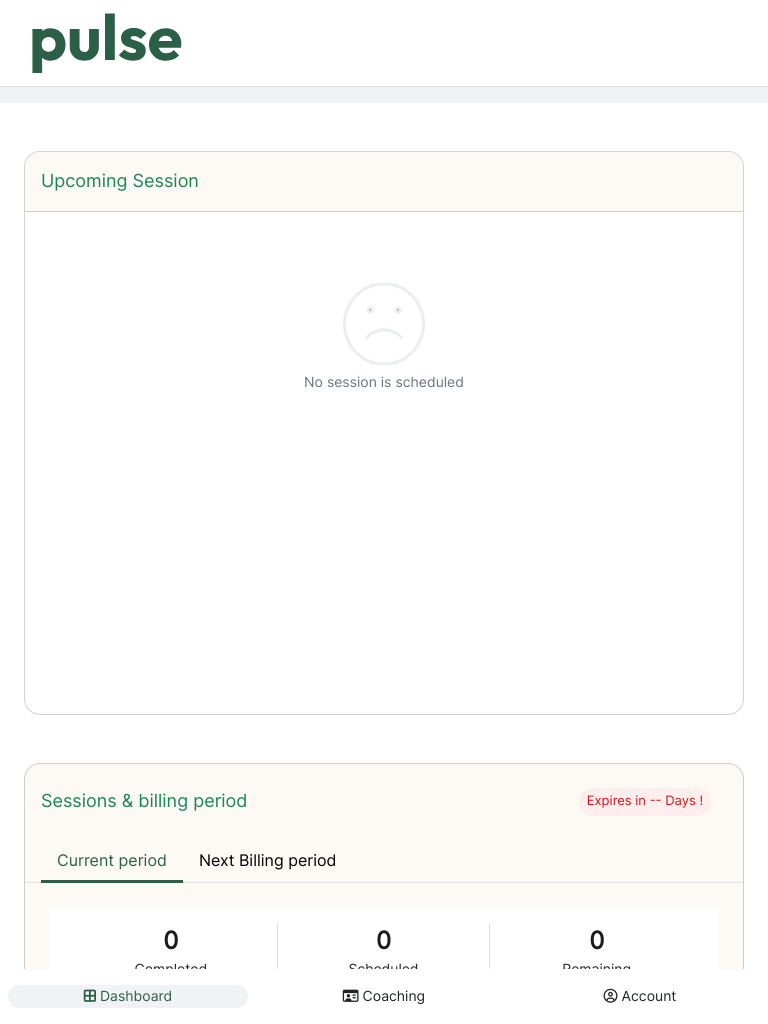 pulse
Upcoming Session
No session is scheduled
Sessions & billing period
Expires in -- Days !
Current period
Next Billing period
0
0
0
Completed
Scheduled
Remaining
Dashboard
Coaching
Account